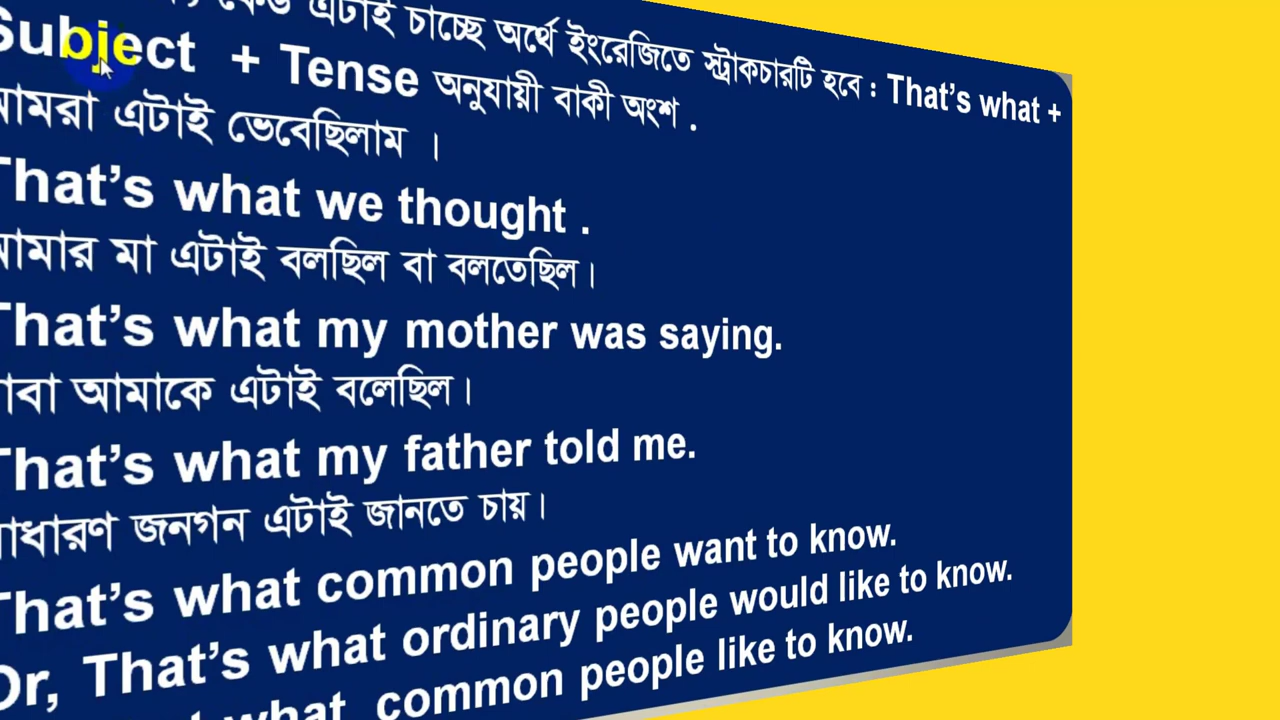 এটাই চাচ্ছে অর্থে ইংরেজিতে স্ট্রাকচারটি হবে : That's what +
Subject + Tense অনুযায়ী বাকী অংশ .
আমরা এটাই ভেবেছিলাম ।
That's what we thought .
আমার মা এটাই বলছিল বা বলতেছিল।
That's what my mother was saying.
বাবা আমাকে এটাই বলেছিল।
That's what my father told me.
সাধারণ জনগন এটাই জানতে চায়।
That's what common people want to know.
Or, That's what ordinary people would like to know.
what common people like to know.